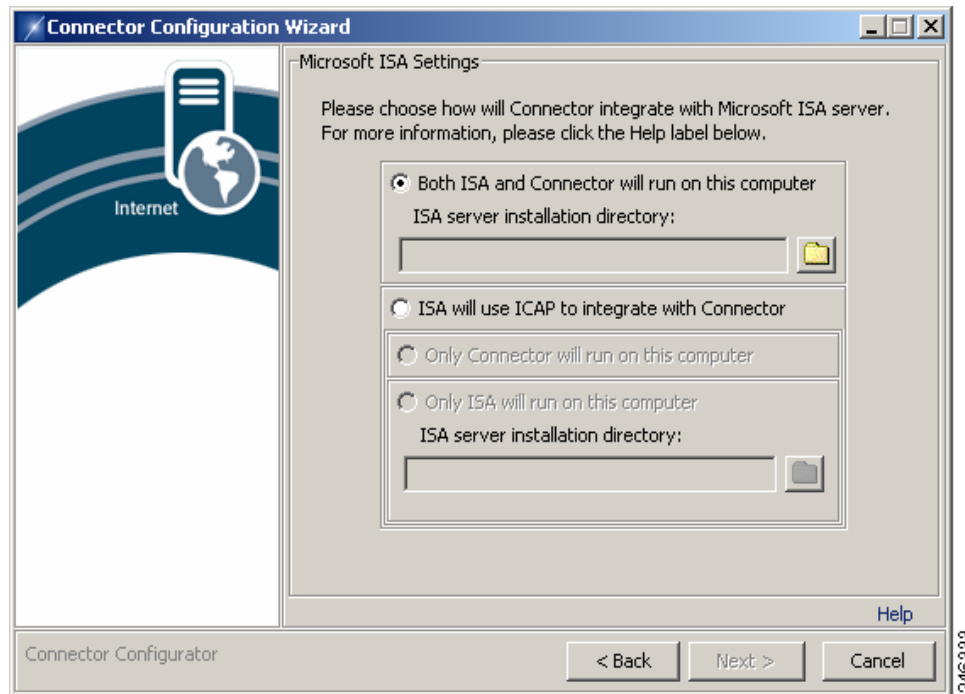 Connector Configuration Wizard
Microsoft ISA Settings
Please choose how will Connector integrate with Microsoft ISA server.
For more information, please click the Help label below.
Internet
Both ISA and Connector will run on this computer
ISA server installation directory:
ISA will use ICAP to integrate with Connector
Only Connector will run on this computer
Only ISA will run on this computer
ISA server installation directory:
Help
Connector Configurator
< Back
Next >
Cancel